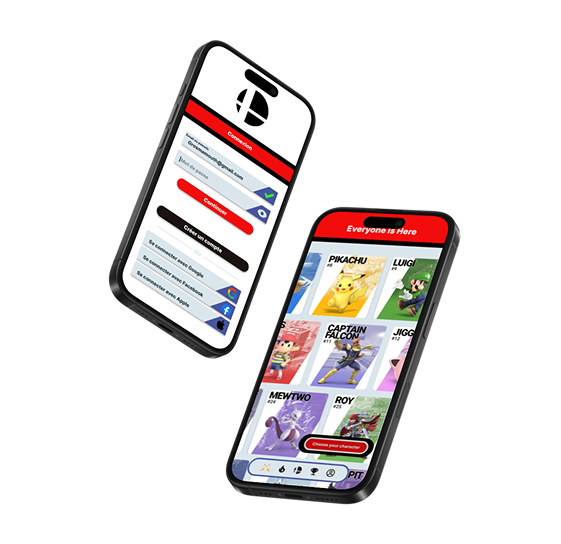 Connexion
Email ou pseudo
Grosmanmouth@gmail.com
Mot de passe
Continuer
Créer un compte
Se connecter avec Google
Se connecter avec Facebook
Se connecter avec Apple
Everyone Is Here
PIKACHU
#8
LUIGI
#9
S
CAPTAIN
FALCON
#11
JIGG
#12
MEWTWO
#24
ROY
#25
Choose your character
PIT